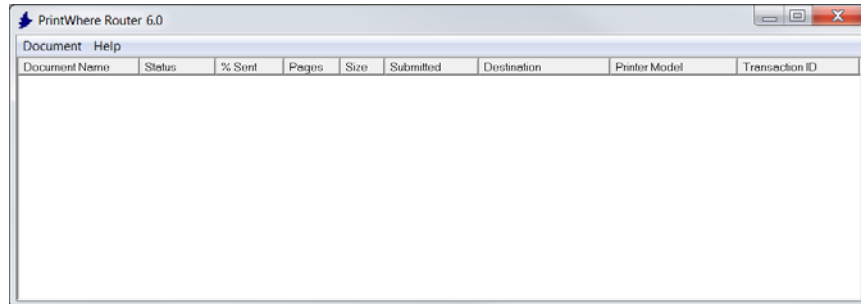 PrintWhere Router 6.0
Document Help
Document Name Status % Sent Pages Size Submitted Destination Printer Model Transaction ID